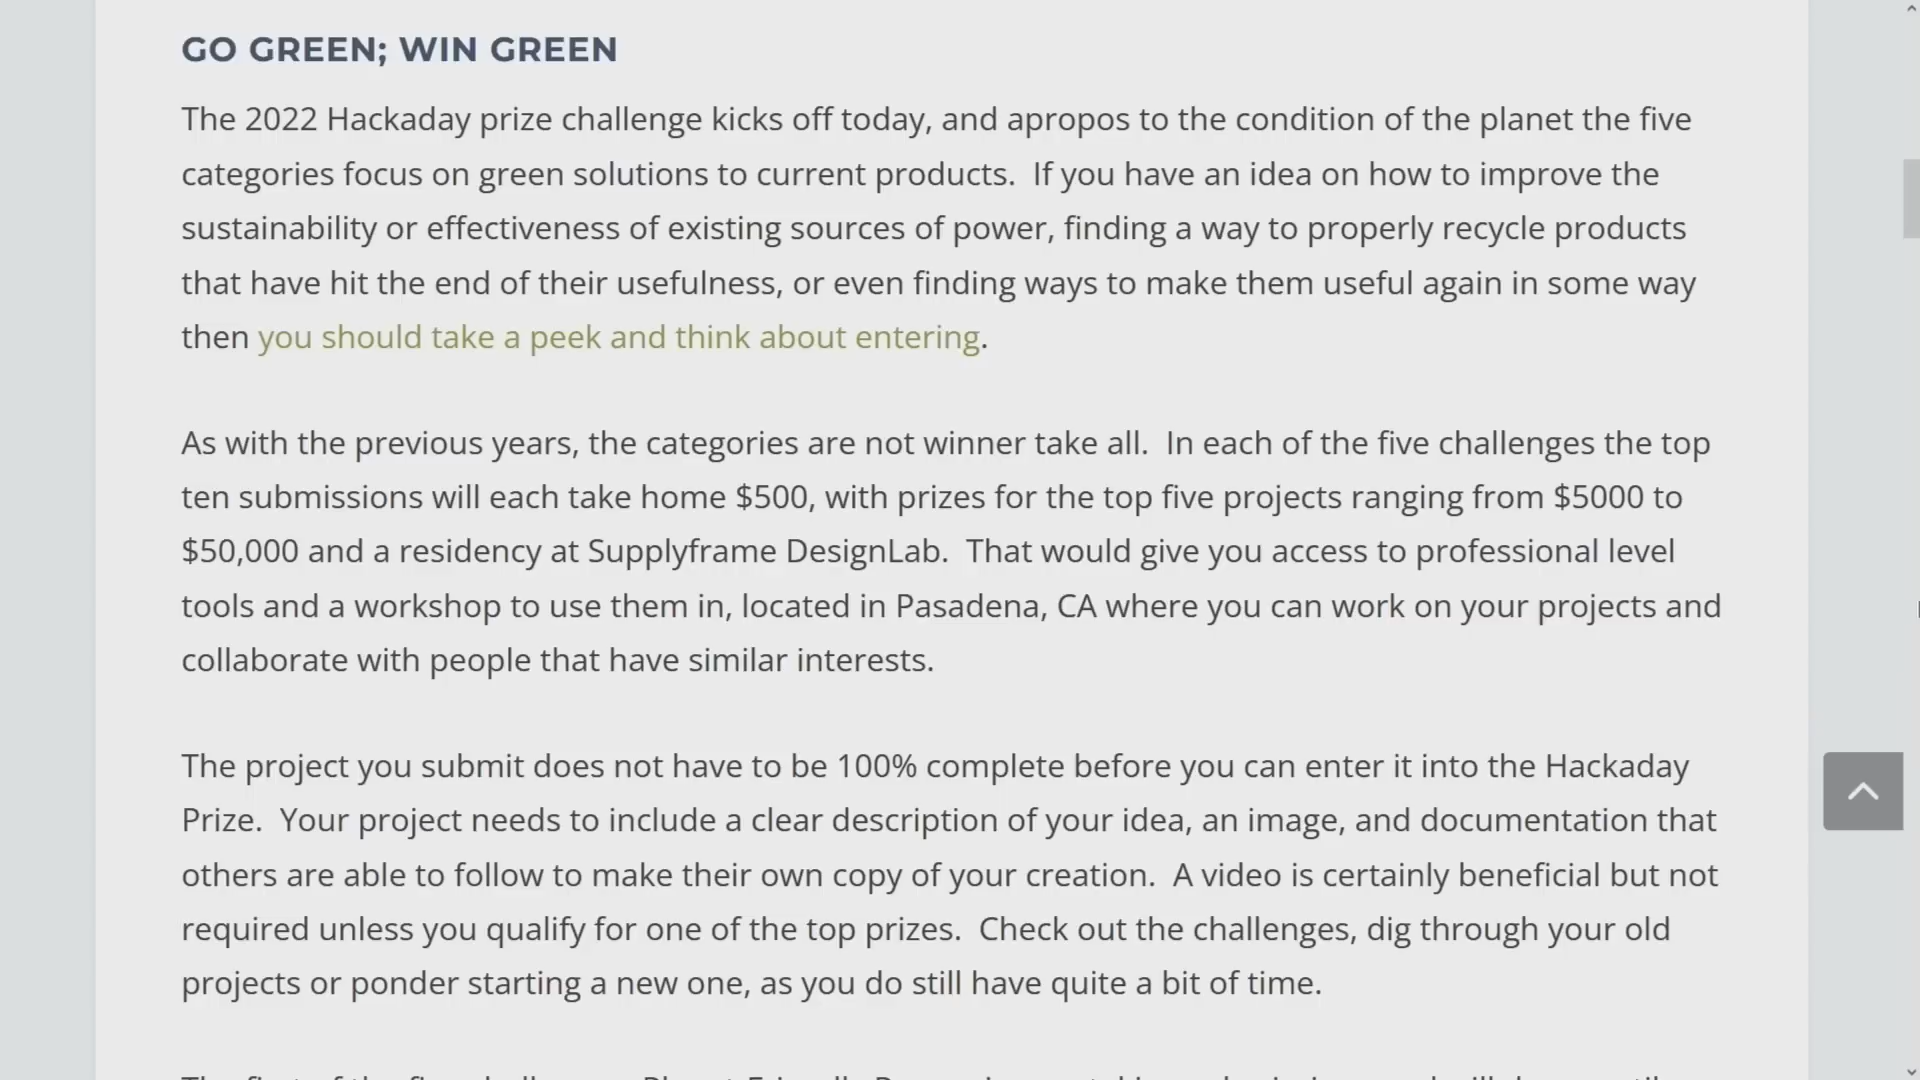 GO GREEN; WIN GREEN
The 2022 Hackaday prize challenge kicks off today, and apropos to the condition of the planet the five
categories focus on green solutions to current products.  If you have an idea on how to improve the
sustainability or effectiveness of existing sources of power, finding a way to properly recycle products
that have hit the end of their usefulness, or even finding ways to make them useful again in some way
then you should take a peek and think about entering.
As with the previous years, the categories are not winner take all.  In each of the five challenges the top
ten submissions will each take home $500, with prizes for the top five projects ranging from $5000 to
$50,000 and a residency at Supplyframe DesignLab.  That would give you access to professional level
tools and a workshop to use them in, located in Pasadena, CA where you can work on your projects and
collaborate with people that have similar interests.
The project you submit does not have to be 100% complete before you can enter it into the Hackaday
Prize.  Your project needs to include a clear description of your idea, an image, and documentation that
others are able to follow to make their own copy of your creation.  A video is certainly beneficial but not
required unless you qualify for one of the top prizes.  Check out the challenges, dig through your old
projects or ponder starting a new one, as you do still have quite a bit of time.